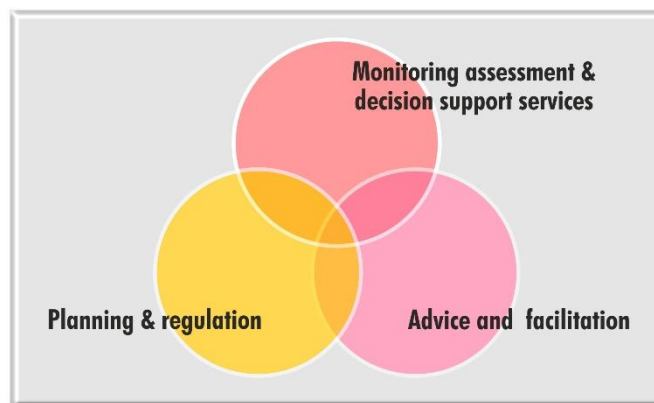 Monitoring assessment &
decision support services
Planning & regulation
Advice and facilitation